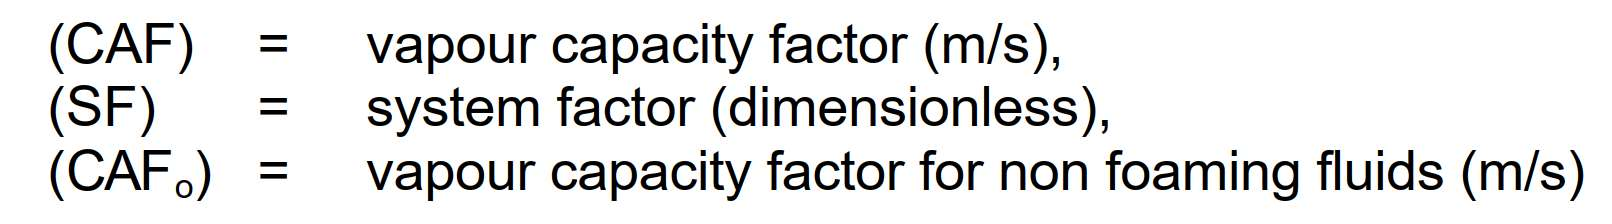 (CAF) = vapour capacity factor (m/s),
(SF) = system factor (dimensionless),
(CAFₒ) = vapour capacity factor for non foaming fluids (m/s)